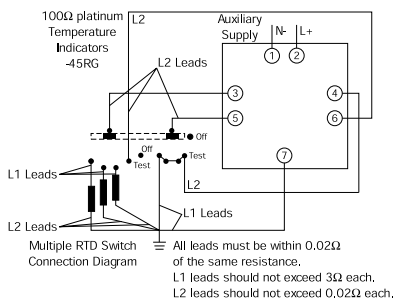 100Ω platinum
Temperature
Indicators
-45RG
L2
Auxiliary
Supply
N-
L+
1
2
L2 Leads
3
4
5
6
Off
Off
Test
Test
7
L1 Leads
L2
L1 Leads
L2 Leads
Multiple RTD Switch
Connection Diagram
All leads must be within 0.02Ω
of the same resistance.
L1 leads should not exceed 3Ω each,
L2 leads should not exceed 0,02Ω each,